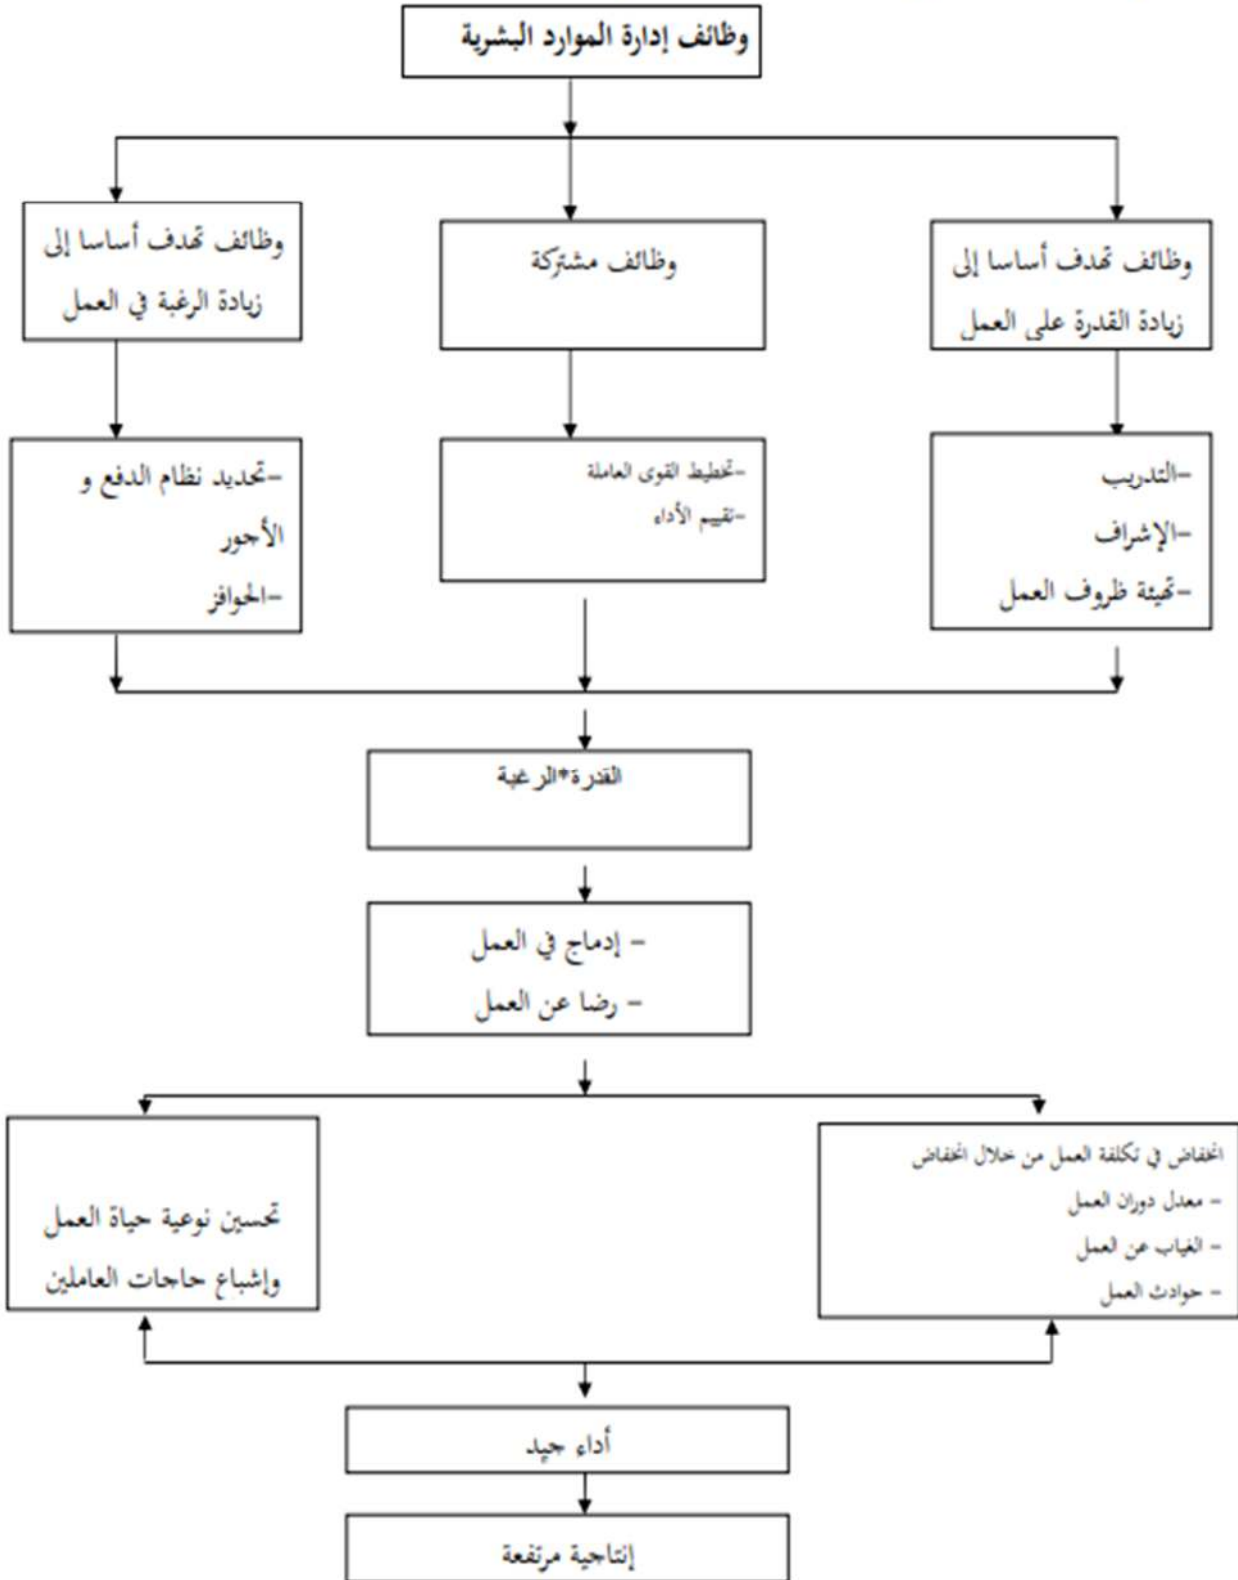 وظائف إدارة الموارد البشرية
وظائف تهدف أساسا إلى
زيادة القدرة على العمل
وظائف مشتركة
وظائف تهدف أساسا إلى
زيادة الرغبة في العمل
-التدريب
-الإشراف
-تهيئة ظروف العمل
-تخطيط القوى العاملة
-تقييم الأداء
-تحديد نظام الدفع و
الأجور
-الحوافز
القدرة*الرغبة
- إدماج في العمل
- رضا عن العمل
انخفاض في تكلفة العمل من خلال انخفاض
- معدل دوران العمل
- الغياب عن العمل
- حوادث العمل
تحسين نوعية حياة العمل
وإشباع حاجات العاملين
أداء جيد
إنتاجية مرتفعة